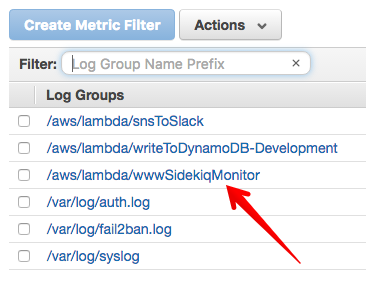 Create Metric Filter Actions
Filter: Log Group Name Prefix ×
Log Groups
/aws/lambda/snsToSlack
/aws/lambda/writeToDynamoDB-Development
/aws/lambda/wwwSidekiqMonitor
/var/log/auth.log
/var/log/fail2ban.log
/var/log/syslog